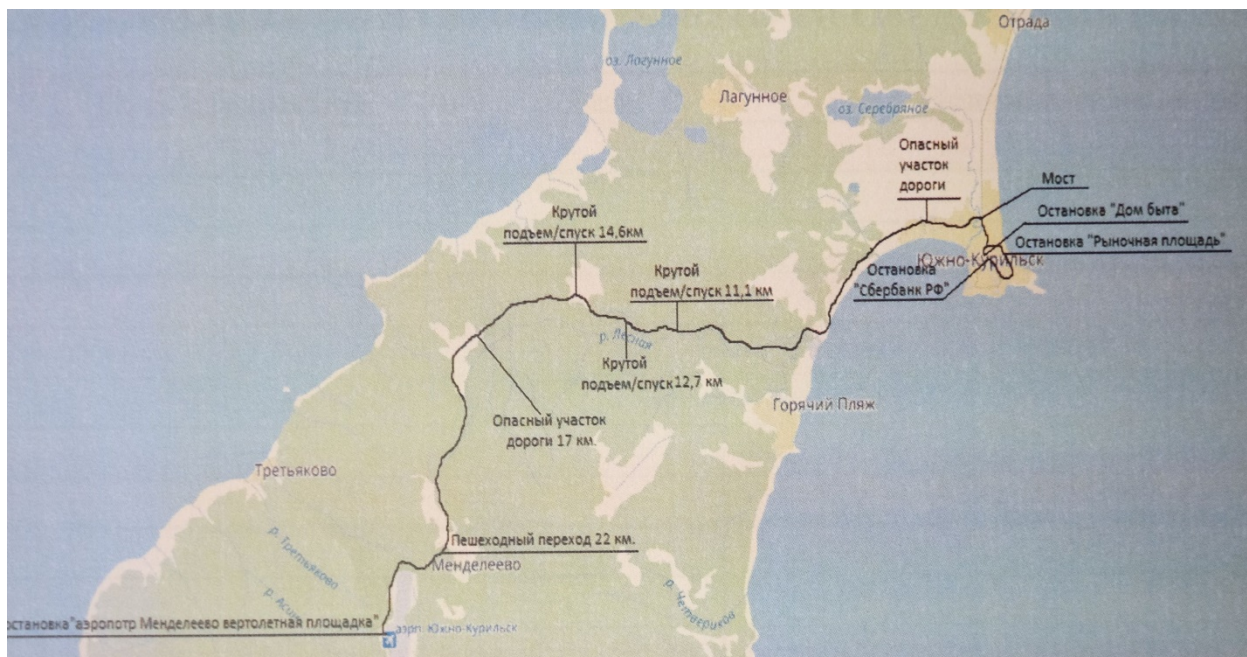 Отрада
оз. Лагунное
Лагунное
оз. Серебряное
Опасный
участок
дороги
Мост
Остановка "Дом быта"
Остановка "Рыночная площадь"
Южно-Курильск
Остановка
"Сбербанк РФ"
Крутой
подъем/спуск 14,6км
Крутой
подъем/спуск 11,1 км
р. Лесная
Крутой
подъем/спуск 12,7 км
Горячий Пляж
Опасный участок
дороги 17 км.
Третьяково
р. Третьяково
Пешеходный переход 22 км.
Менделеево
р. Четвериков
р.
остановка"аэропотр Менделеево вертолетная площадка"
аэрп. Южно-Курильск